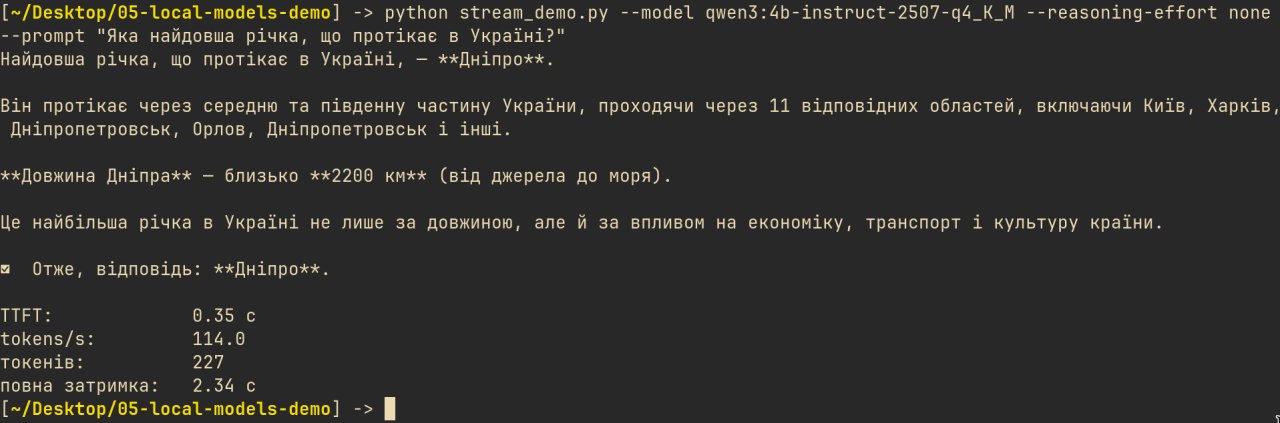 [~/Desktop/05-local-models-demo] -> python stream_demo.py --model qwen3:4b-instruct-2507-q4_K_M --reasoning-effort none
--prompt "Яка найдовша річка, що протікає в Україні?"
Найдовша річка, що протікає в Україні, — **Дніпро**.
Він протікає через середню та південну частину України, проходячи через 11 відповідних областей, включаючи Київ, Харків,
Дніпропетровськ, Орлов, Дніпропетровськ і інші.
**Довжина Дніпра** — близько **2200 км** (від джерела до моря).
Це найбільша річка в Україні не лише за довжиною, але й за впливом на економіку, транспорт і культуру країни.
☑ Отже, відповідь: **Дніпро**.
TTFT: 0.35 с
tokens/s: 114.0
токенів: 227
повна затримка: 2.34 с
[~/Desktop/05-local-models-demo] ->